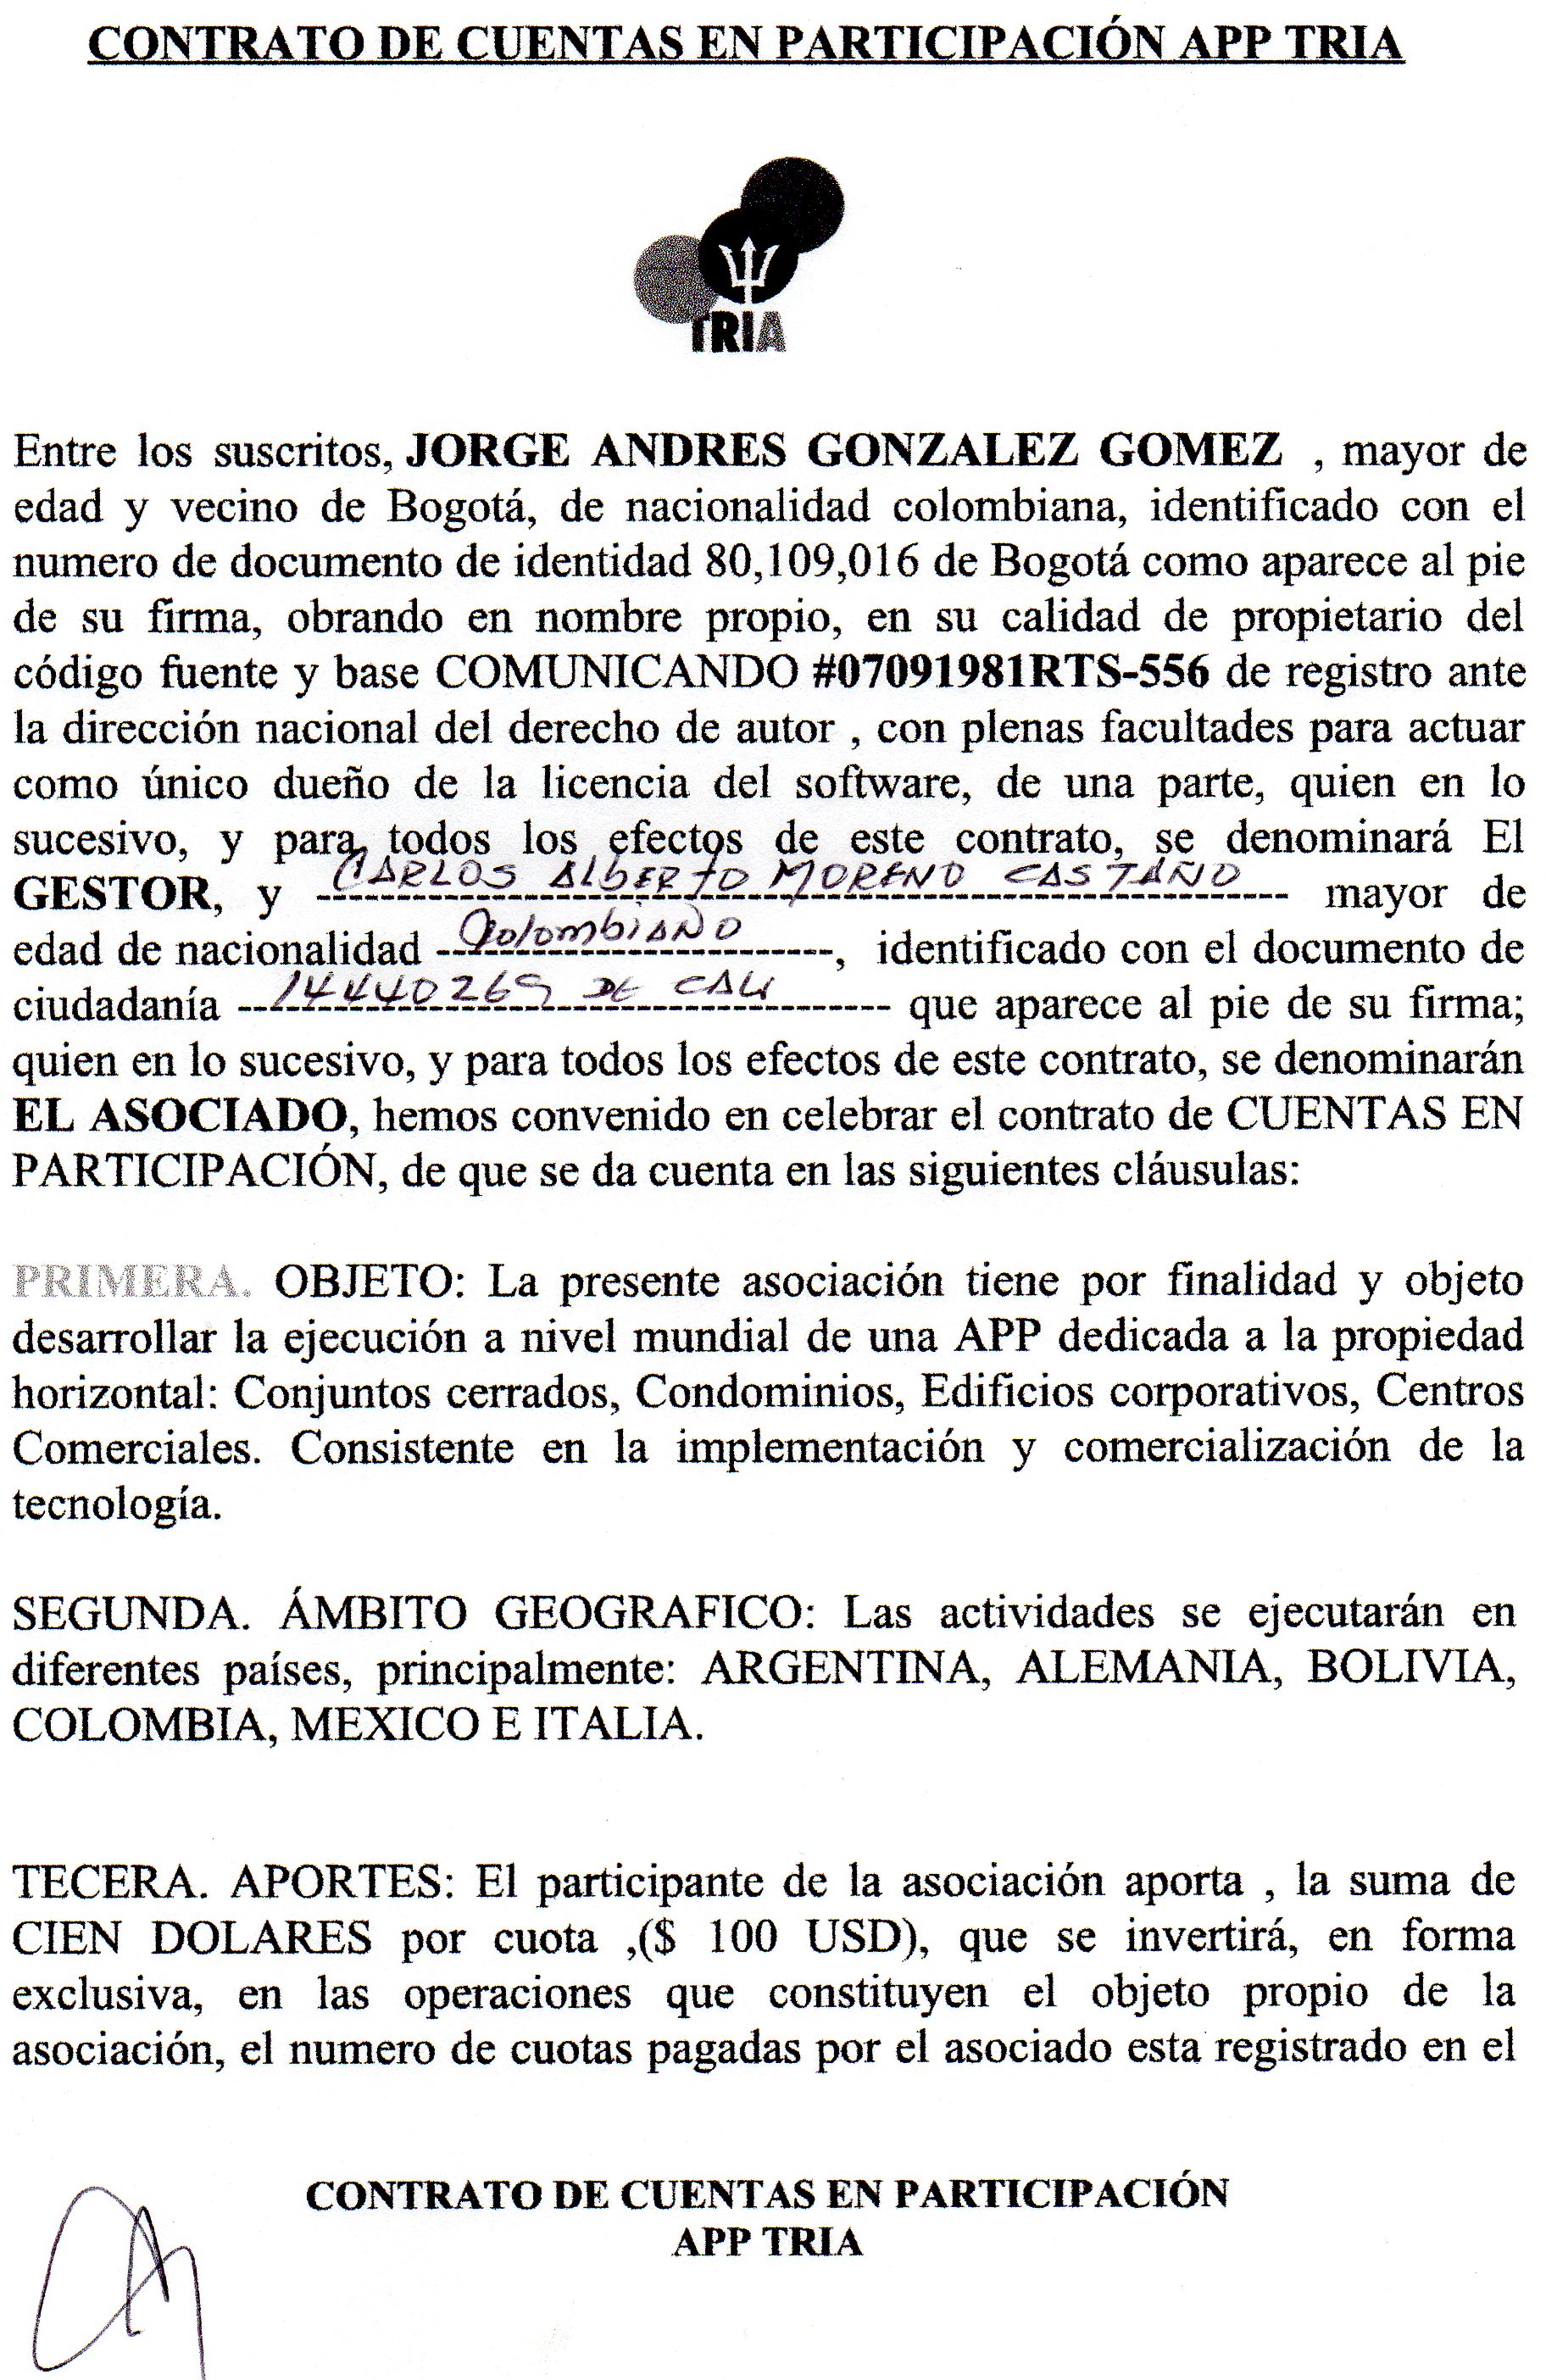 CONTRATO DE CUENTAS EN PARTICIPACIÓN APP TRIA
TRIA
Entre los suscritos, JORGE ANDRES GONZALEZ GOMEZ , mayor de
edad y vecino de Bogotá, de nacionalidad colombiana, identificado con el
numero de documento de identidad 80,109,016 de Bogotá como aparece al pie
de su firma, obrando en nombre propio, en su calidad de propietario del
código fuente y base COMUNICANDO #07091981RTS-556 de registro ante
la dirección nacional del derecho de autor , con plenas facultades para actuar
como único dueño de la licencia del software, de una parte, quien en lo
sucesivo, y para todos los efectos de este contrato, se denominará El
GESTOR, y CARLOS ALBERTO MORENO CASTAÑO mayor de
edad de nacionalidad Colombiano, identificado con el documento de
ciudadanía 14440269 DE CALI que aparece al pie de su firma;
quien en lo sucesivo, y para todos los efectos de este contrato, se denominarán
EL ASOCIADO, hemos convenido en celebrar el contrato de CUENTAS EN
PARTICIPACIÓN, de que se da cuenta en las siguientes cláusulas:
PRIMERA. OBJETO: La presente asociación tiene por finalidad y objeto
desarrollar la ejecución a nivel mundial de una APP dedicada a la propiedad
horizontal: Conjuntos cerrados, Condominios, Edificios corporativos, Centros
Comerciales. Consistente en la implementación y comercialización de la
tecnología.
SEGUNDA. ÁMBITO GEOGRAFICO: Las actividades se ejecutarán en
diferentes países, principalmente: ARGENTINA, ALEMANIA, BOLIVIA,
COLOMBIA, MEXICO E ITALIA.
TECERA. APORTES: El participante de la asociación aporta , la suma de
CIEN DOLARES por cuota ,($ 100 USD), que se invertirá, en forma
exclusiva, en las operaciones que constituyen el objeto propio de la
asociación, el numero de cuotas pagadas por el asociado esta registrado en el
CONTRATO DE CUENTAS EN PARTICIPACIÓN
APP TRIA